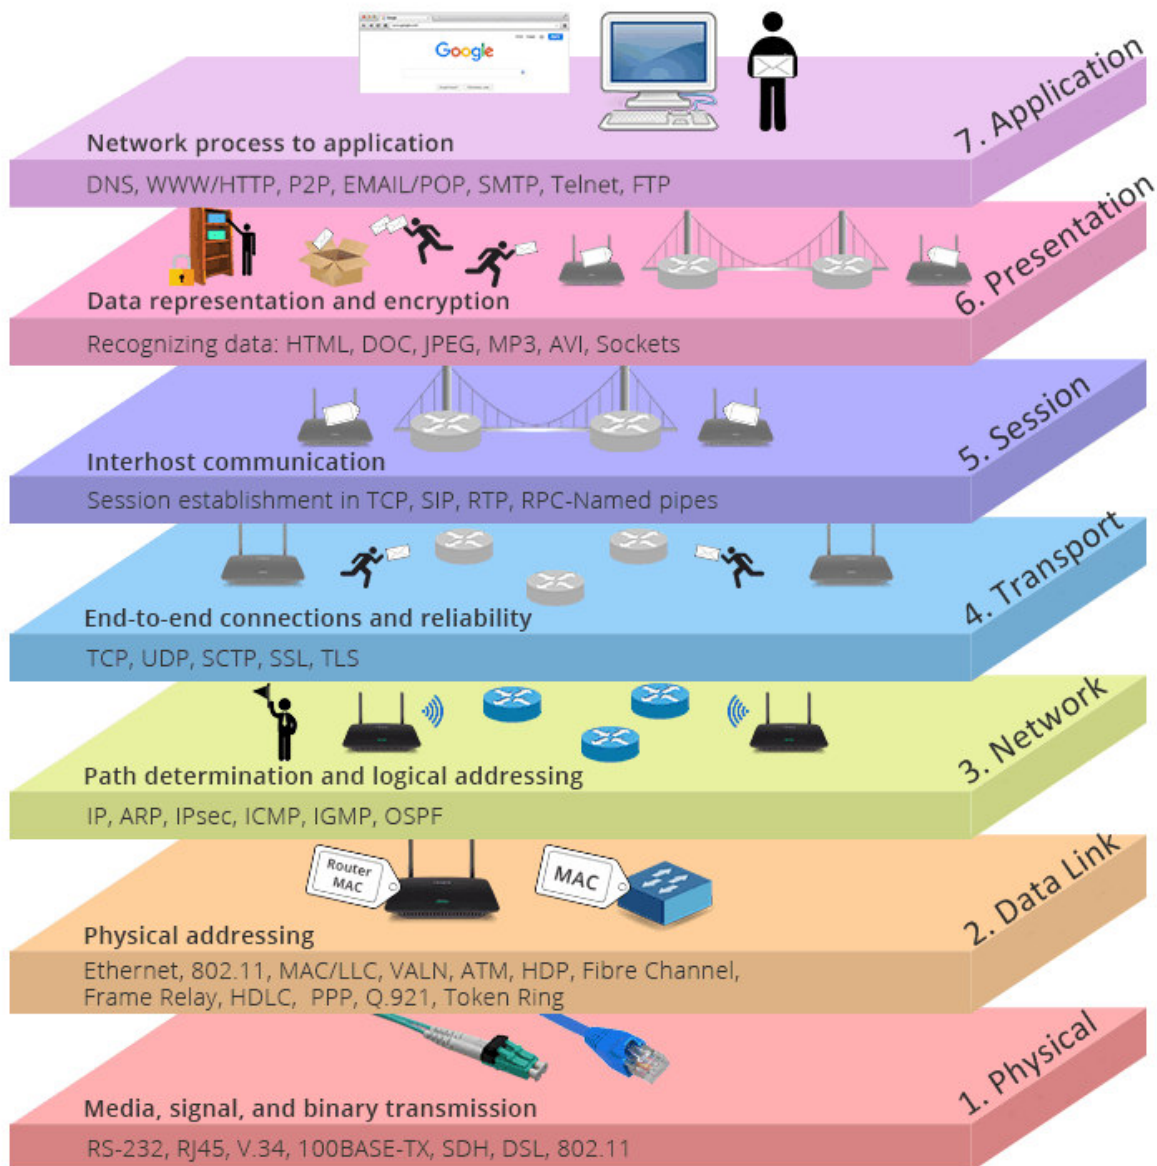 Google
7. Application
Network process to application
DNS, WWW/HTTP, P2P, EMAIL/POP, SMTP, Telnet, FTP
6. Presentation
Data representation and encryption
Recognizing data: HTML, DOC, JPEG, MP3, AVI, Sockets
5. Session
Interhost communication
Session establishment in TCP, SIP, RTP, RPC-Named pipes
4. Transport
End-to-end connections and reliability
TCP, UDP, SCTP, SSL, TLS
3. Network
Path determination and logical addressing
IP, ARP, IPsec, ICMP, IGMP, OSPF
2. Data Link
Router
MAC
MAC
Physical addressing
Ethernet, 802.11, MAC/LLC, VALN, ATM, HDP, Fibre Channel,
Frame Relay, HDLC, PPP, Q.921, Token Ring
1. Physical
Media, signal, and binary transmission
RS-232, RJ45, V.34, 100BASE-TX, SDH, DSL, 802.11